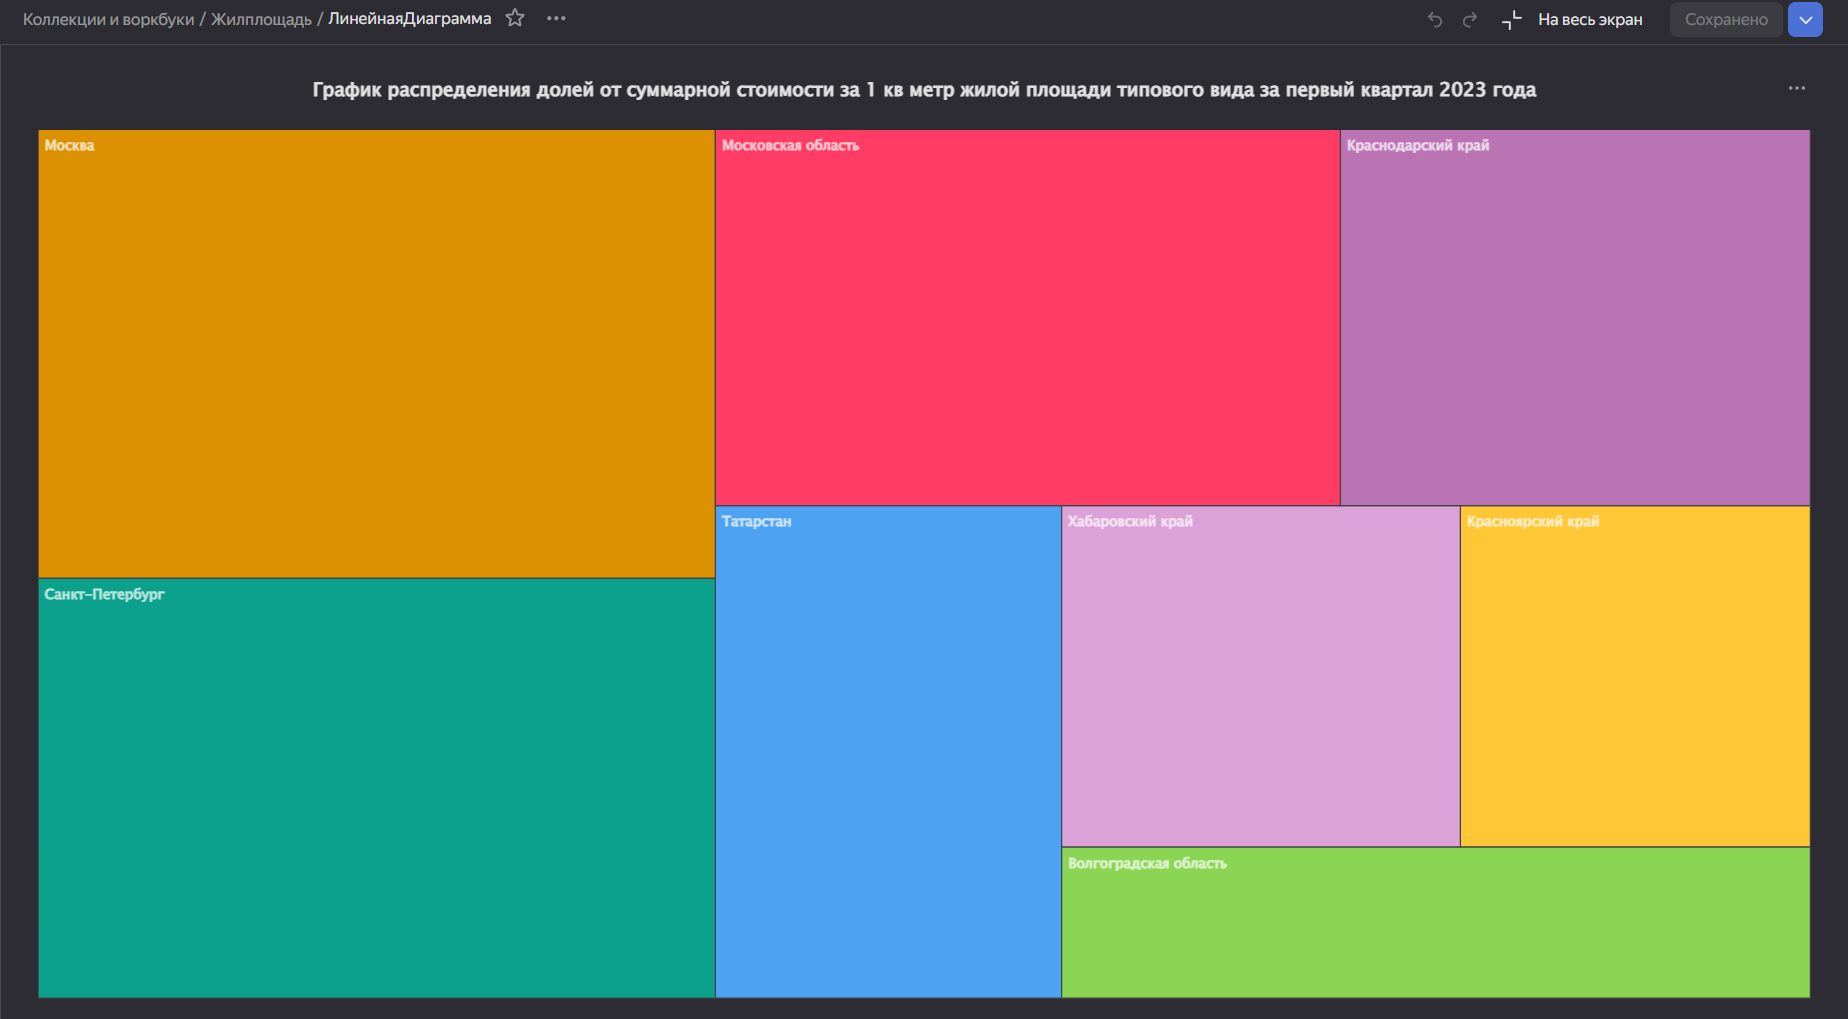 Коллекции и воркбуки / Жилплощадь / ЛинейнаяДиаграмма
На весь экран
Сохранено
График распределения долей от суммарной стоимости за 1 кв метр жилой площади типового вида за первый квартал 2023 года
Москва
Московская область
Краснодарский край
Татарстан
Хабаровский край
Красноярский край
Санкт-Петербург
Волгоградская область